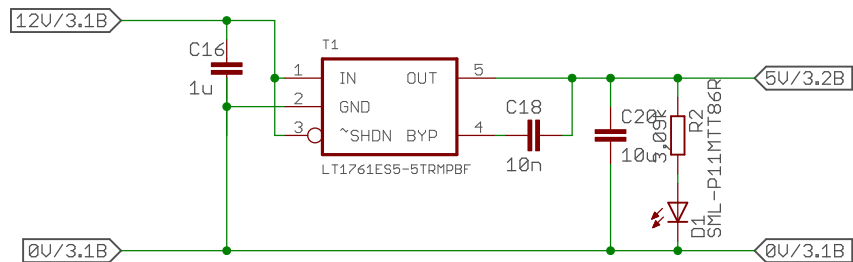 12V/3.1B
C16
1u
T1
1
IN
OUT
5
2
GND
3
~SHDN
BYP
4
LT1761ES5-5TRMPBF
C18
10n
C20
10u
3,09K
R2
D1
SML-P11MTT86R
5V/3.2B
0V/3.1B
0V/3.1B